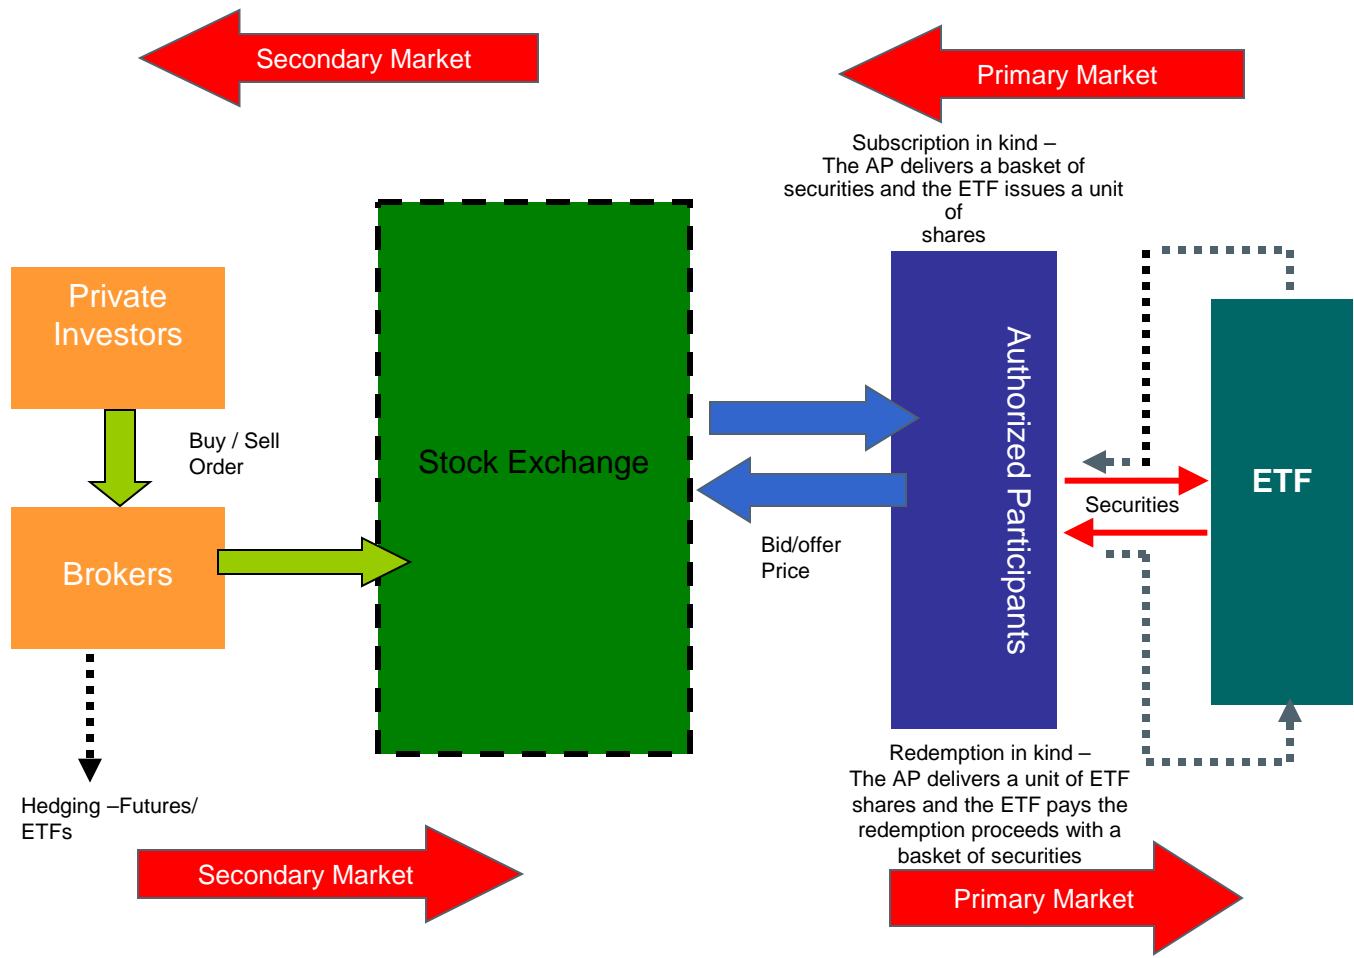 Secondary Market
Primary Market
Subscription in kind –
The AP delivers a basket of
securities and the ETF issues a unit
of
shares
Private
Investors
Buy / Sell
Order
Stock Exchange
Authorized Participants
ETF
Securities
Brokers
Bid/offer
Price
Redemption in kind –
The AP delivers a unit of ETF
shares and the ETF pays the
redemption proceeds with a
basket of securities
Hedging –Futures/
ETFs
Secondary Market
Primary Market